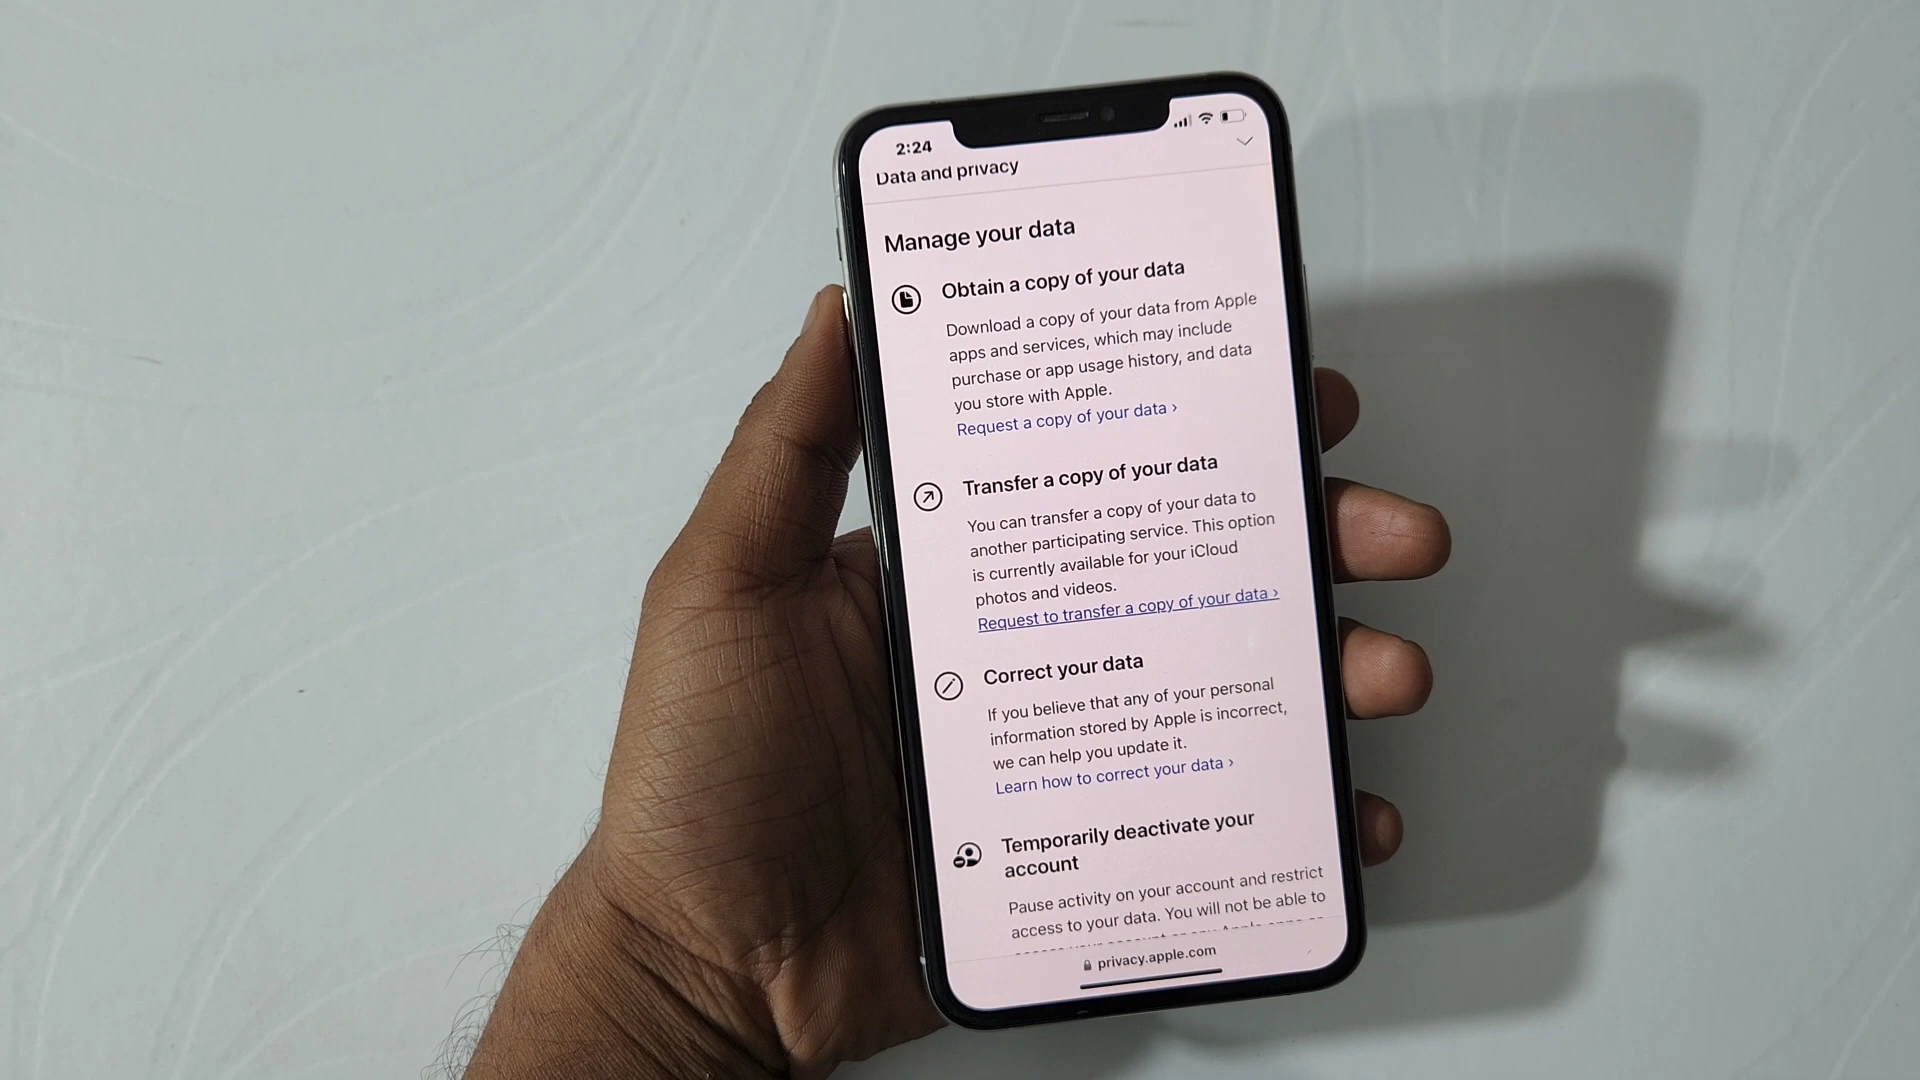 2:24
Data and privacy
Manage your data
Obtain a copy of your data
Download a copy of your data from Apple
apps and services, which may include
purchase or app usage history, and data
you store with Apple.
Request a copy of your data ›
Transfer a copy of your data
You can transfer a copy of your data to
another participating service. This option
is currently available for your iCloud
photos and videos.
Request to transfer a copy of your data ›
Correct your data
If you believe that any of your personal
information stored by Apple is incorrect,
we can help you update it.
Learn how to correct your data ›
Temporarily deactivate your
account
Pause activity on your account and restrict
access to your data. You will not be able to
privacy.apple.com